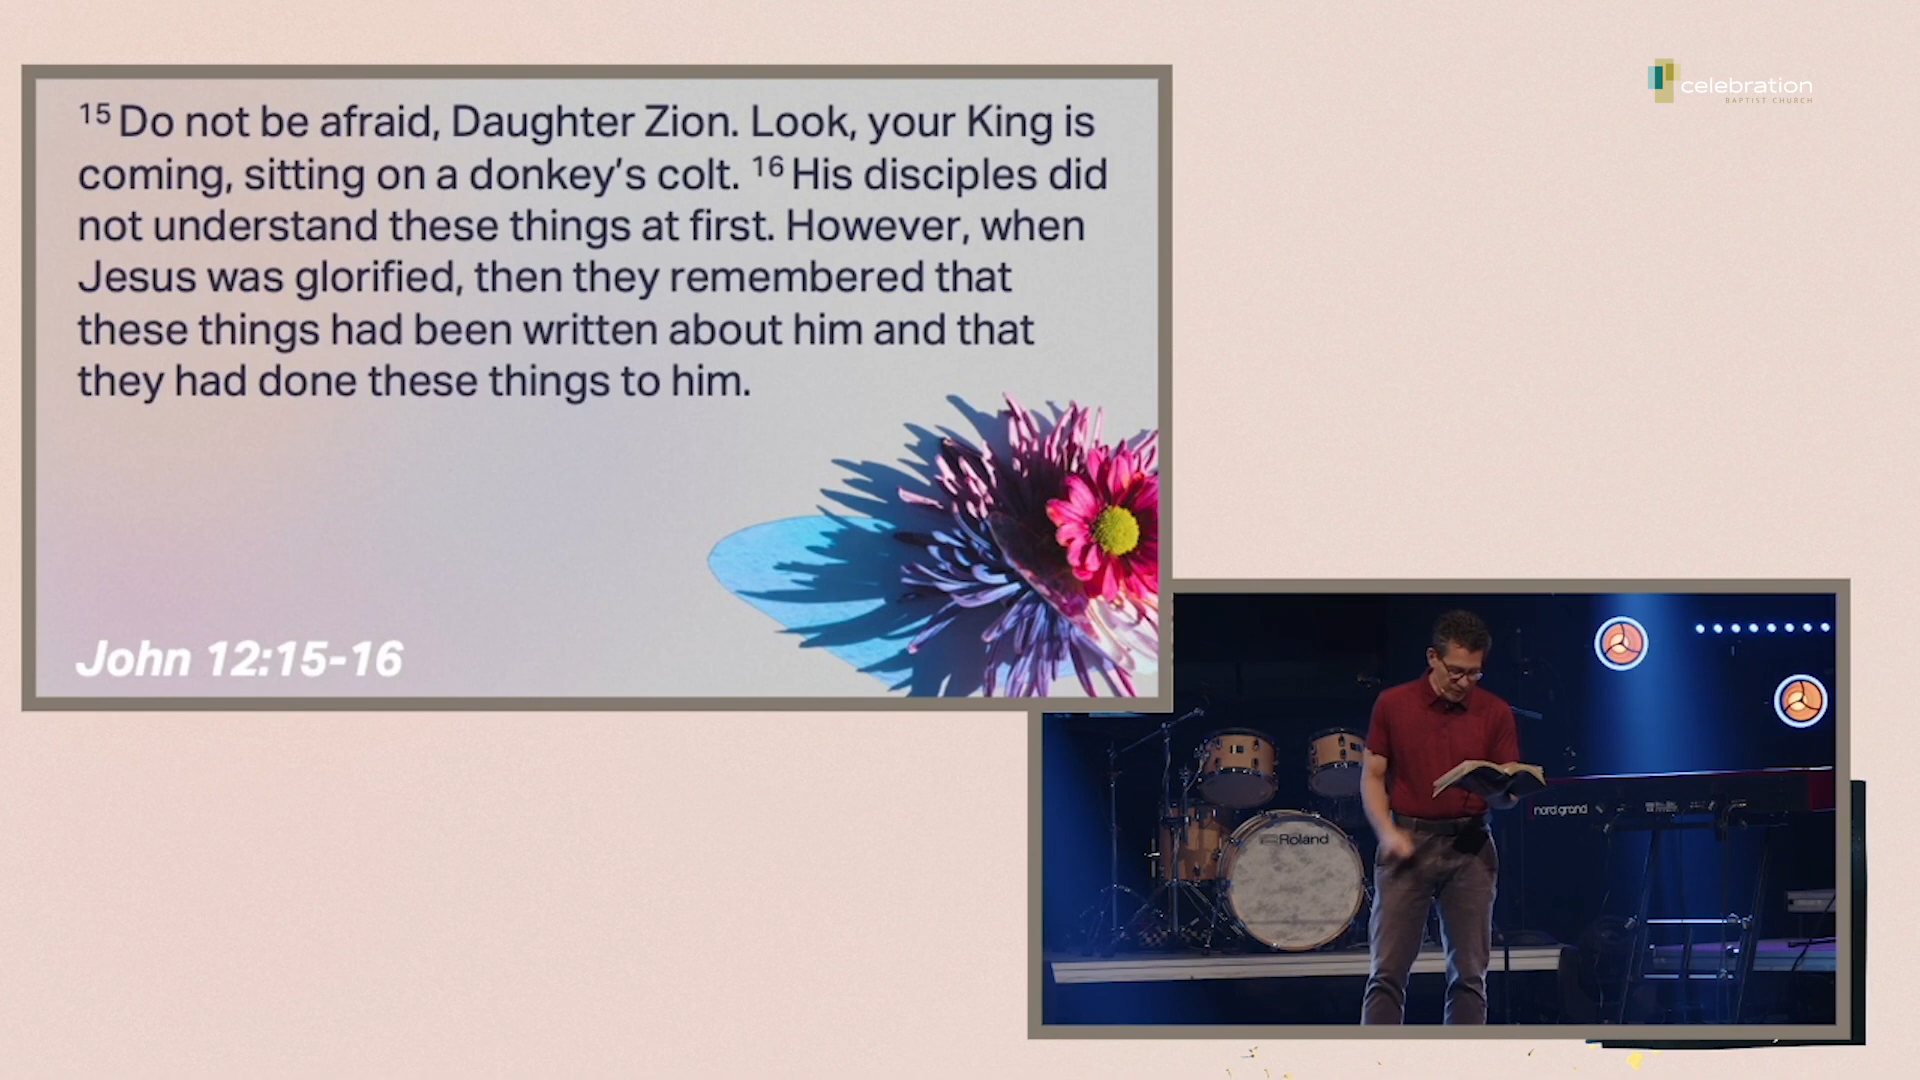 15 Do not be afraid, Daughter Zion. Look, your King is
coming, sitting on a donkey’s colt. 16 His disciples did
not understand these things at first. However, when
Jesus was glorified, then they remembered that
these things had been written about him and that
they had done these things to him.
John 12:15-16
celebration
BAPTIST CHURCH
Roland
nord grand